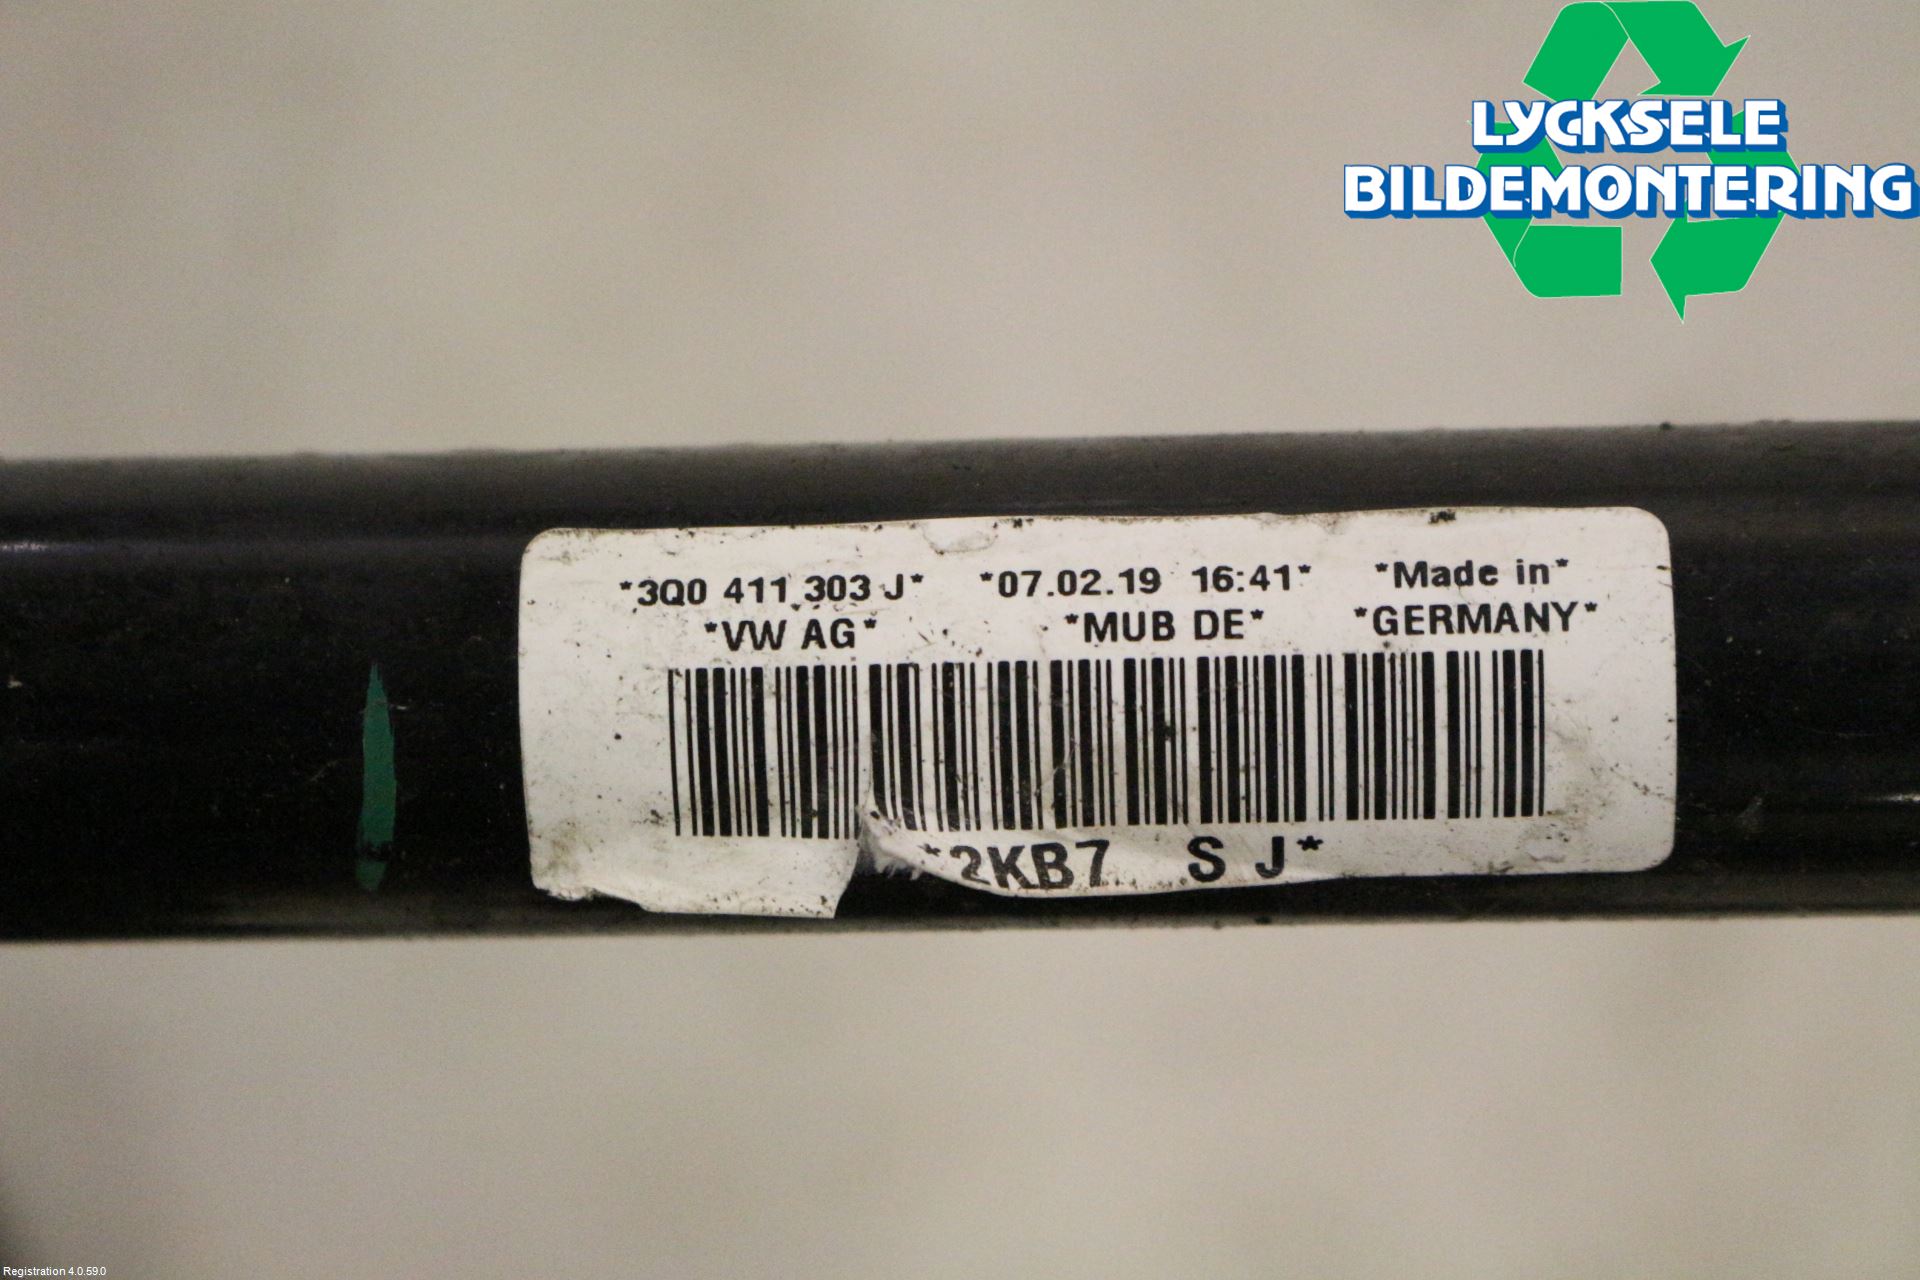 LYCKSELE
BILDEMONTERING
*3Q0 411 303 J* *07.02.19 16:41* *Made in*
*VW AG* *MUB DE* *GERMANY*
*2KB7 S J*
Registration 4.0.59.0